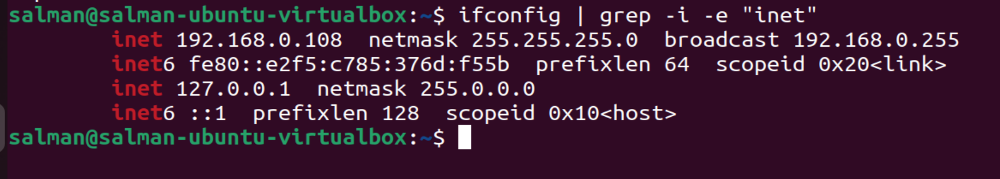 salman@salman-ubuntu-virtualbox:~$ ifconfig | grep -i -e "inet"
inet 192.168.0.108  netmask 255.255.255.0  broadcast 192.168.0.255
inet6 fe80::e2f5:c785:376d:f55b  prefixlen 64  scopeid 0x20<link>
inet 127.0.0.1  netmask 255.0.0.0
inet6 ::1  prefixlen 128  scopeid 0x10<host>
salman@salman-ubuntu-virtualbox:~$